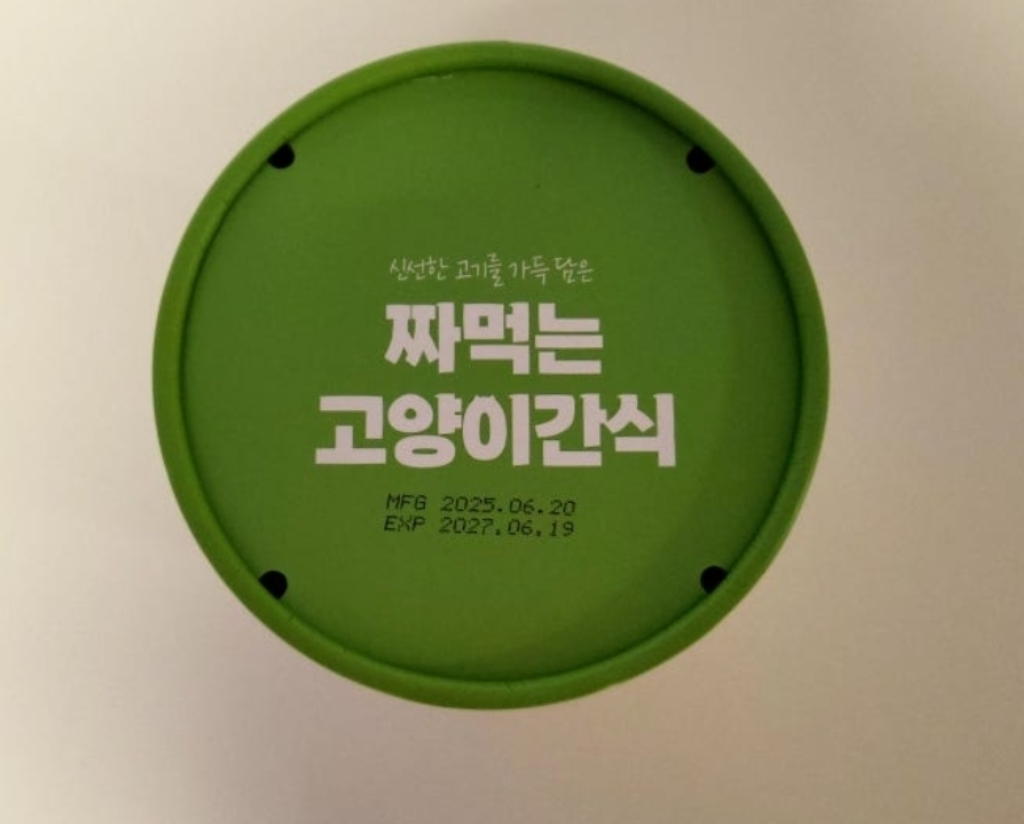 신선한 고기를 가득 담은
짜먹는
고양이간식
MFG 2025.06.20
EXP 2027.06.19